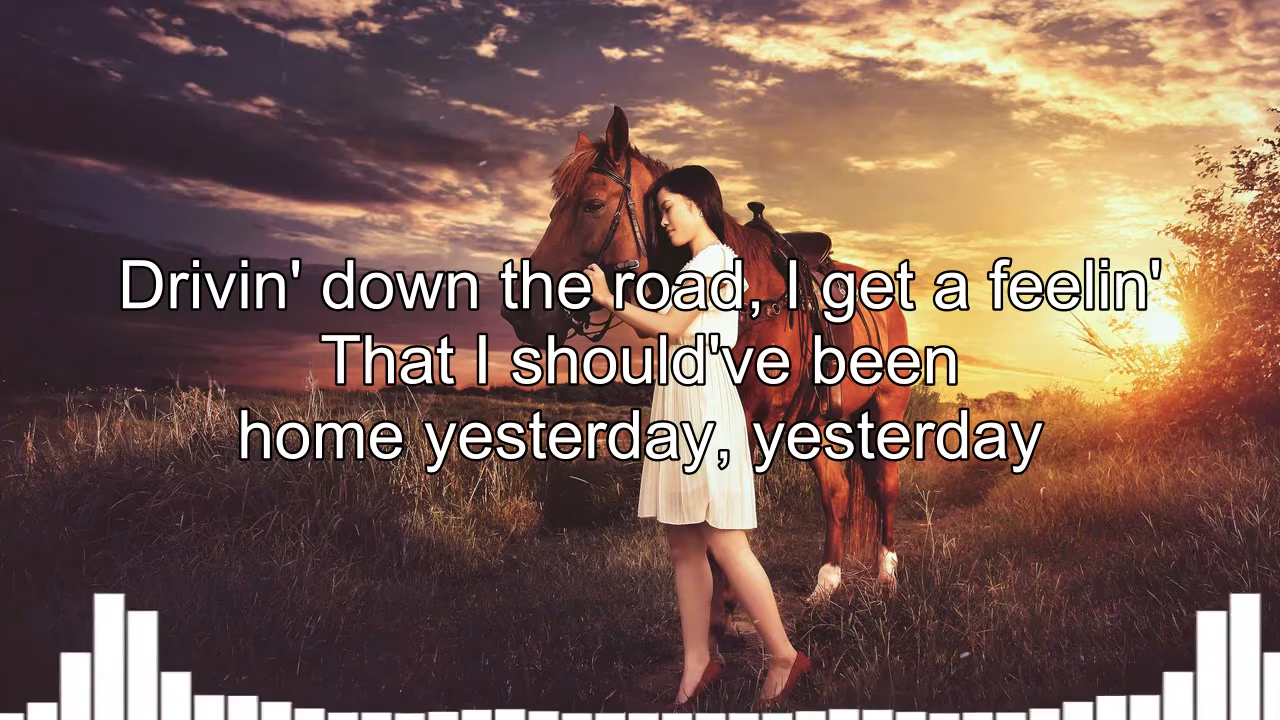 Drivin' down the road, I get a feelin'
That I should've been
home yesterday, yesterday